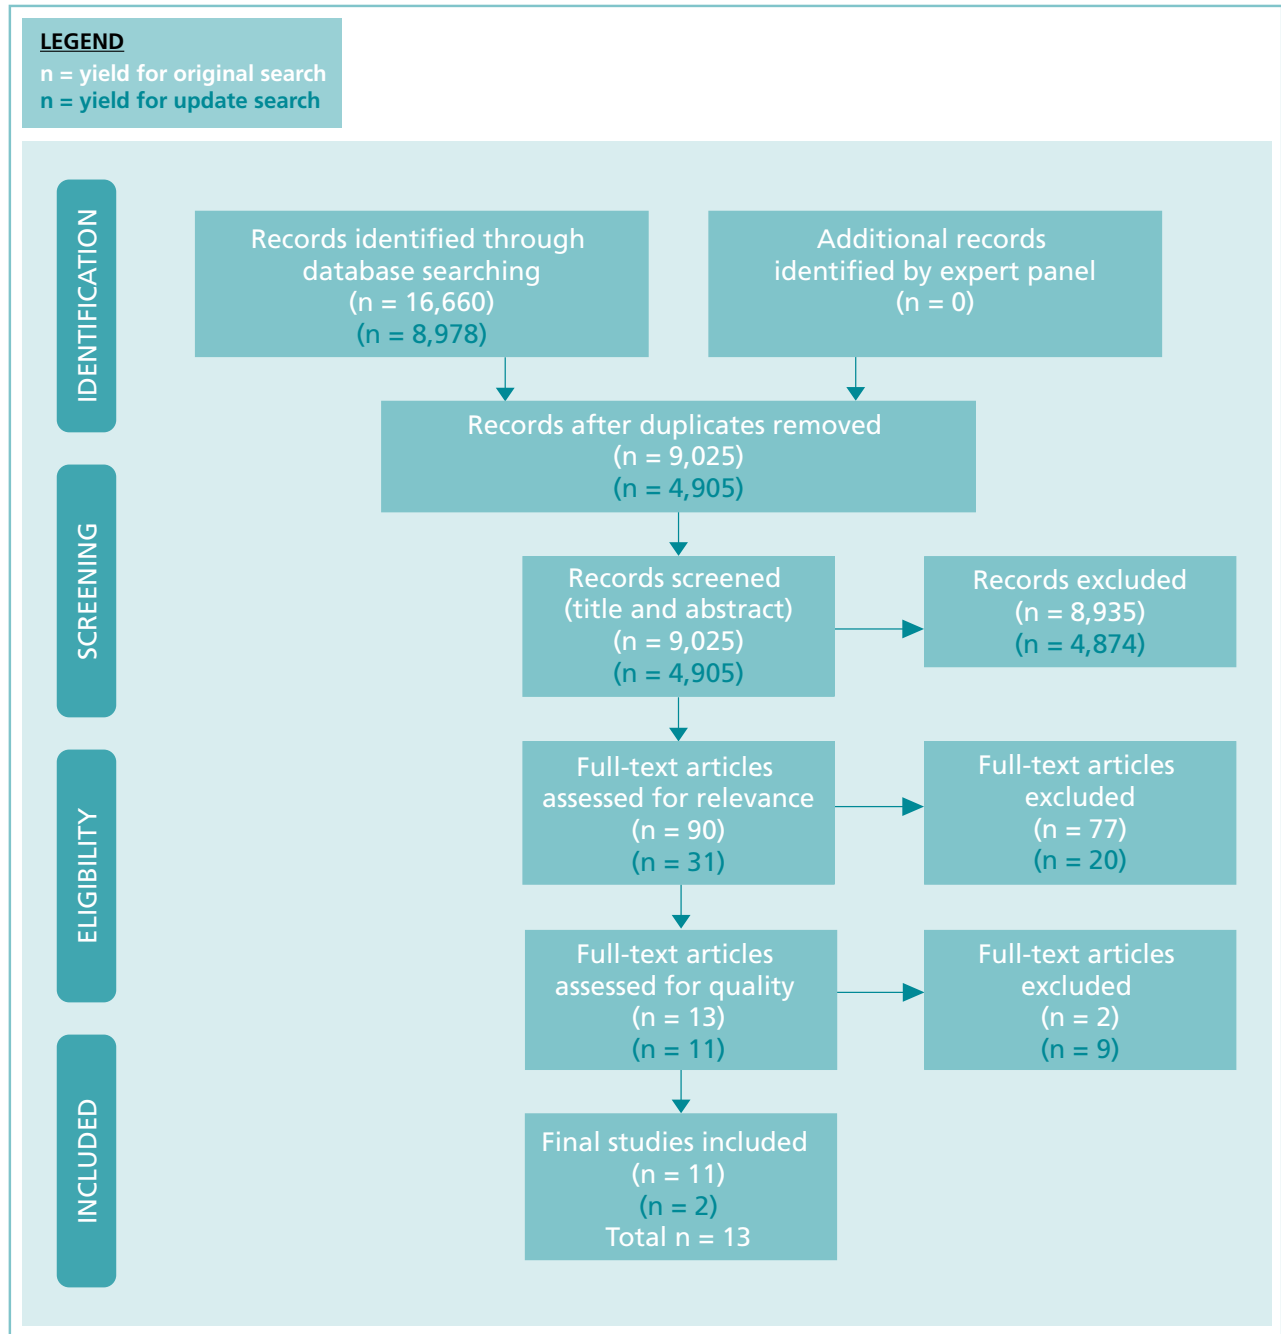 LEGEND
n = yield for original search
n = yield for update search
IDENTIFICATION
Records identified through
database searching
(n = 16,660)
(n = 8,978)
Additional records
identified by expert panel
(n = 0)
Records after duplicates removed
(n = 9,025)
(n = 4,905)
SCREENING
Records screened
(title and abstract)
(n = 9,025)
(n = 4,905)
Records excluded
(n = 8,935)
(n = 4,874)
ELIGIBILITY
Full-text articles
assessed for relevance
(n = 90)
(n = 31)
Full-text articles
excluded
(n = 77)
(n = 20)
Full-text articles
assessed for quality
(n = 13)
(n = 11)
Full-text articles
excluded
(n = 2)
(n = 9)
INCLUDED
Final studies included
(n = 11)
(n = 2)
Total n = 13